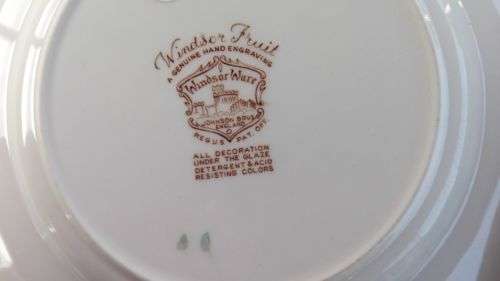 Windsor Fruit
A GENUINE HAND ENGRAVING
Windsor Ware
JOHNSON BROS
ENGLAND
REG. U.S. PAT. OFF.
ALL DECORATION
UNDER THE GLAZE
DETERGENT & ACID
RESISTING COLORS